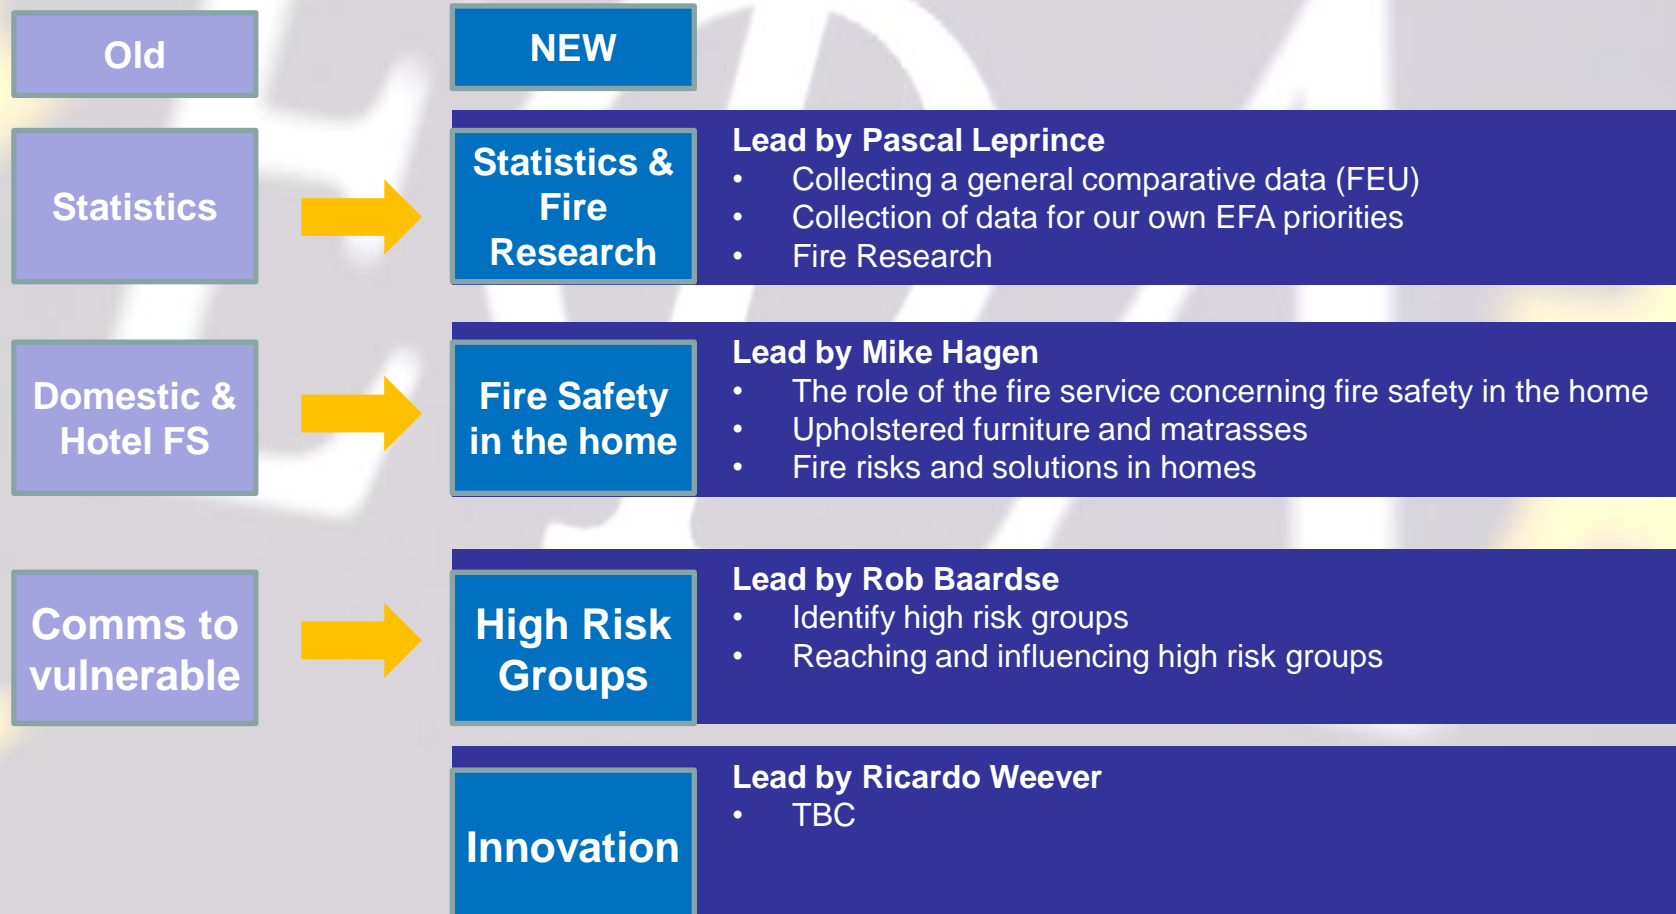 Old
NEW
Statistics
Statistics &
Fire
Research
Lead by Pascal Leprince
• Collecting a general comparative data (FEU)
• Collection of data for our own EFA priorities
• Fire Research
Domestic &
Hotel FS
Fire Safety
in the home
Lead by Mike Hagen
• The role of the fire service concerning fire safety in the home
• Upholstered furniture and matrasses
• Fire risks and solutions in homes
Comms to
vulnerable
High Risk
Groups
Lead by Rob Baardse
• Identify high risk groups
• Reaching and influencing high risk groups
Innovation
Lead by Ricardo Weever
• TBC